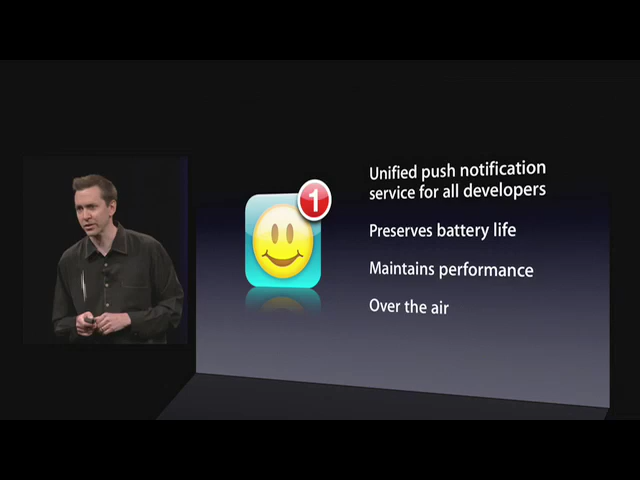 1
Unified push notification
service for all developers
Preserves battery life
Maintains performance
Over the air